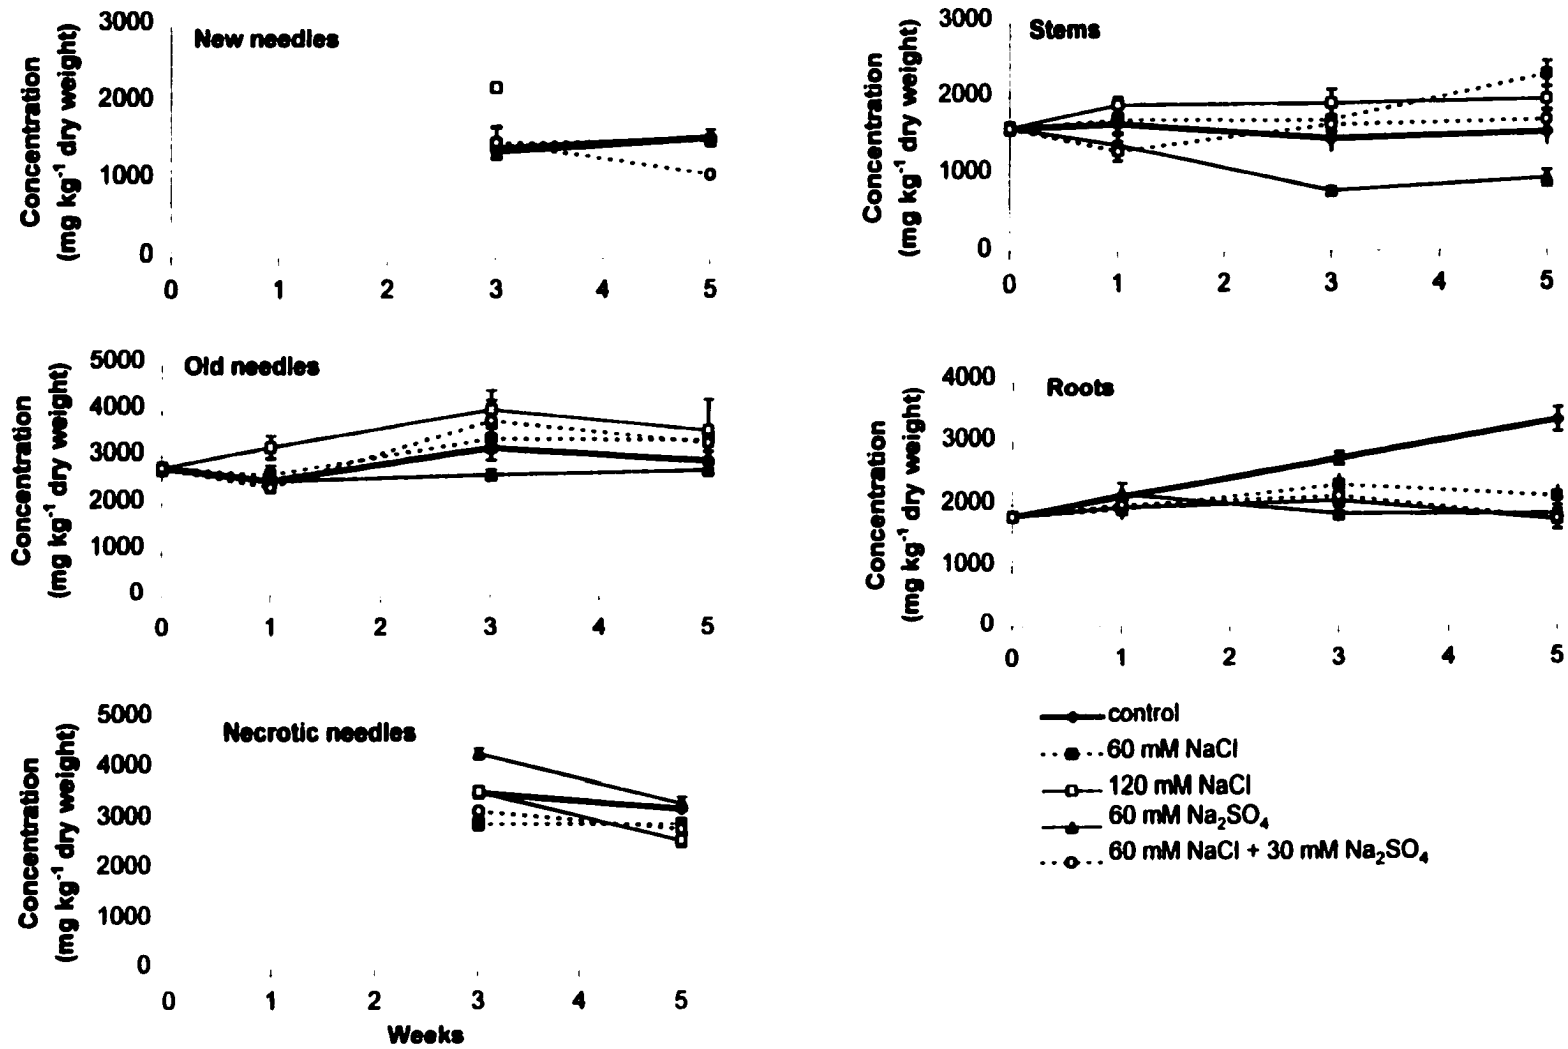 New needles
Concentration
(mg kg⁻¹ dry weight)
3000
2000
1000
0
0 1 2 3 4 5
Stems
Concentration
(mg kg⁻¹ dry weight)
3000
2000
1000
0
0 1 2 3 4 5
Old needles
Concentration
(mg kg⁻¹ dry weight)
5000
4000
3000
2000
1000
0
0 1 2 3 4 5
Roots
Concentration
(mg kg⁻¹ dry weight)
4000
3000
2000
1000
0
0 1 2 3 4 5
Necrotic needles
Concentration
(mg kg⁻¹ dry weight)
5000
4000
3000
2000
1000
0
0 1 2 3 4 5
Weeks
control
60 mM NaCl
120 mM NaCl
60 mM Na₂SO₄
60 mM NaCl + 30 mM Na₂SO₄